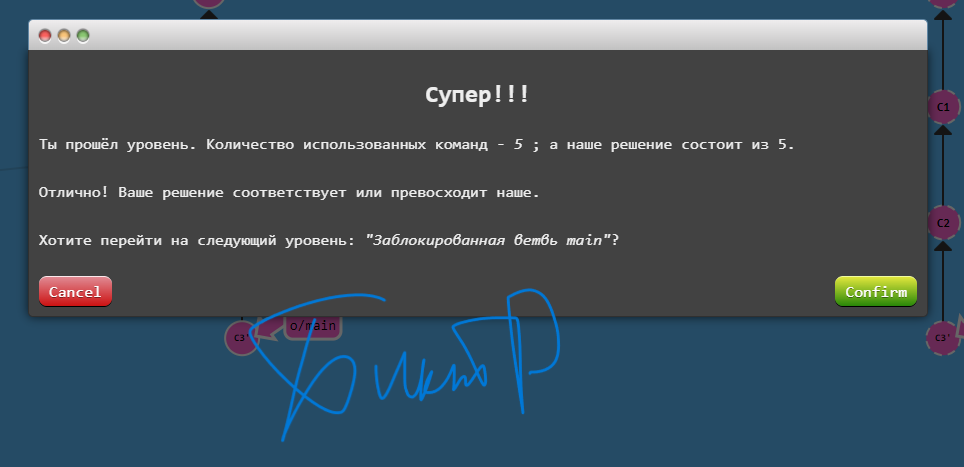 C1
Супер!!!
Ты прошёл уровень. Количество использованных команд - 5 ; а наше решение состоит из 5.
Отлично! Ваше решение соответствует или превосходит наше.
C2
Хотите перейти на следующий уровень: "Заблокированная ветвь main"?
Cancel
Confirm
c3'
o/main
c3'